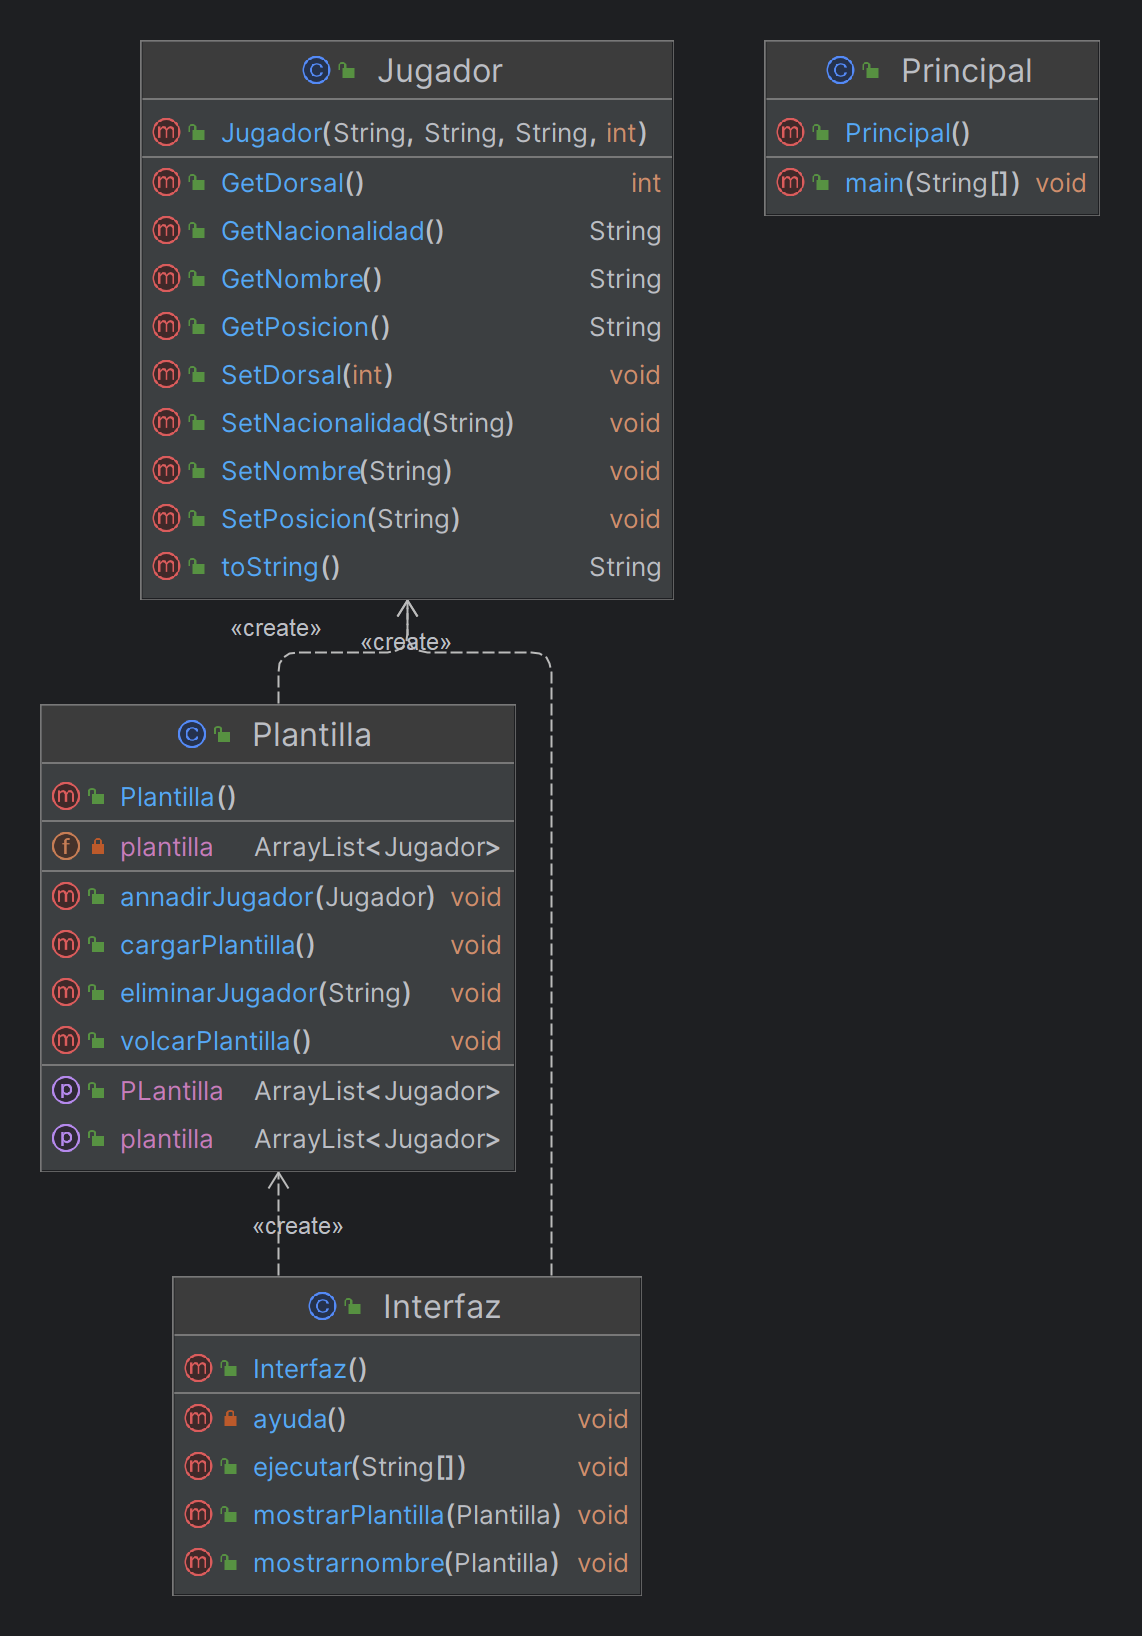 Jugador
Jugador(String, String, String, int)
GetDorsal() int
GetNacionalidad() String
GetNombre() String
GetPosicion() String
SetDorsal(int) void
SetNacionalidad(String) void
SetNombre(String) void
SetPosicion(String) void
toString() String
Principal
Principal()
main(String[]) void
«create»
«create»
Plantilla
Plantilla()
plantilla ArrayList<Jugador>
annadirJugador(Jugador) void
cargarPlantilla() void
eliminarJugador(String) void
volcarPlantilla() void
PLantilla ArrayList<Jugador>
plantilla ArrayList<Jugador>
«create»
Interfaz
Interfaz()
ayuda() void
ejecutar(String[]) void
mostrarPlantilla(Plantilla) void
mostrarnombre(Plantilla) void